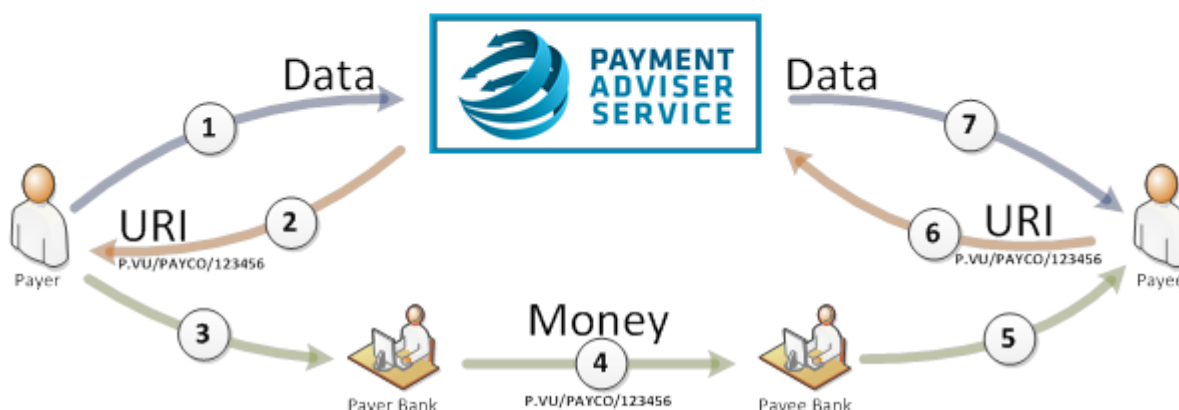 PAYMENT
ADVISER
SERVICE
Data
Data
1
7
2
URI
P.VU/PAYCO/123456
6
URI
P.VU/PAYCO/123456
Payer
Payee
3
Money
4
P.VU/PAYCO/123456
5
Payer Bank
Payee Bank